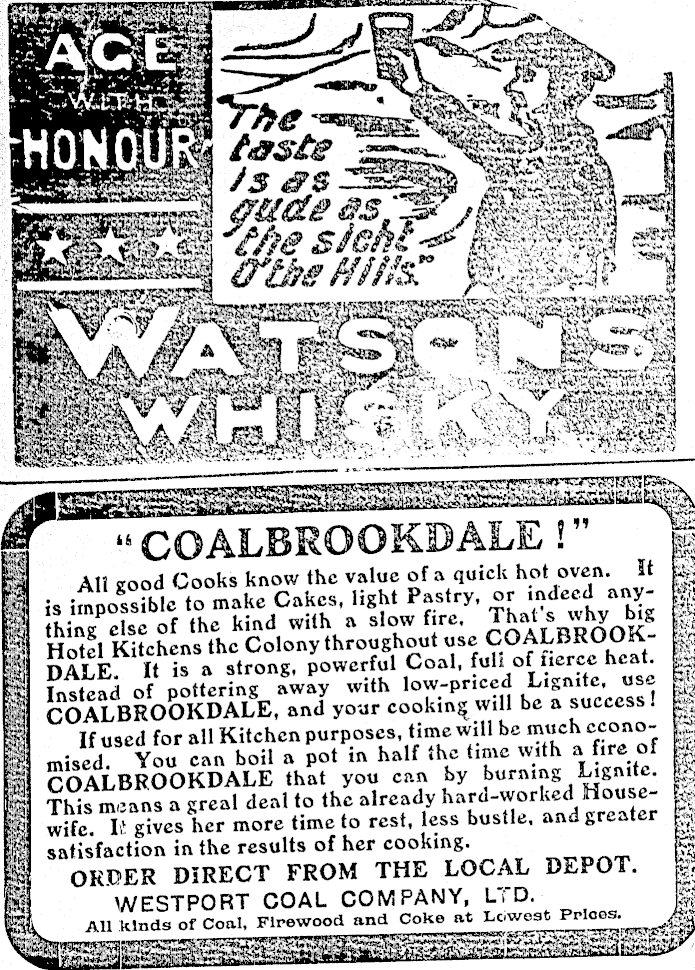 AGE
WITH
HONOUR
"The
taste
is as
gude as
the sicht
O' the Hills."
WATSONS
WHISKY
"COALBROOKDALE!"
All good Cooks know the value of a quick hot oven. It
is impossible to make Cakes, light Pastry, or indeed any-
thing else of the kind with a slow fire. That's why big
Hotel Kitchens the Colony throughout use COALBROOK-
DALE. It is a strong, powerful Coal, full of fierce heat.
Instead of pottering away with low-priced Lignite, use
COALBROOKDALE, and your cooking will be a success!
If used for all Kitchen purposes, time will be much econo-
mised. You can boil a pot in half the time with a fire of
COALBROOKDALE that you can by burning Lignite.
This means a great deal to the already hard-worked House-
wife. It gives her more time to rest, less bustle, and greater
satisfaction in the results of her cooking.
ORDER DIRECT FROM THE LOCAL DEPOT.
WESTPORT COAL COMPANY, LTD.
All kinds of Coal, Firewood and Coke at Lowest Prices.